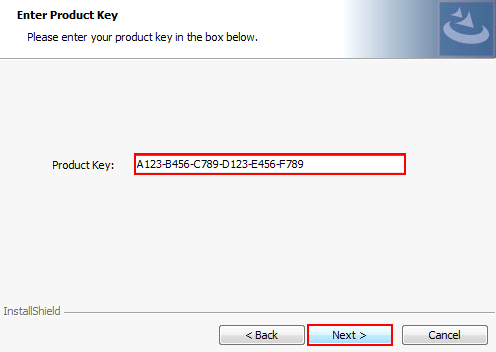 Enter Product Key
Please enter your product key in the box below.
Product Key: A123-B456-C789-D123-E456-F789
InstallShield
< Back Next > Cancel